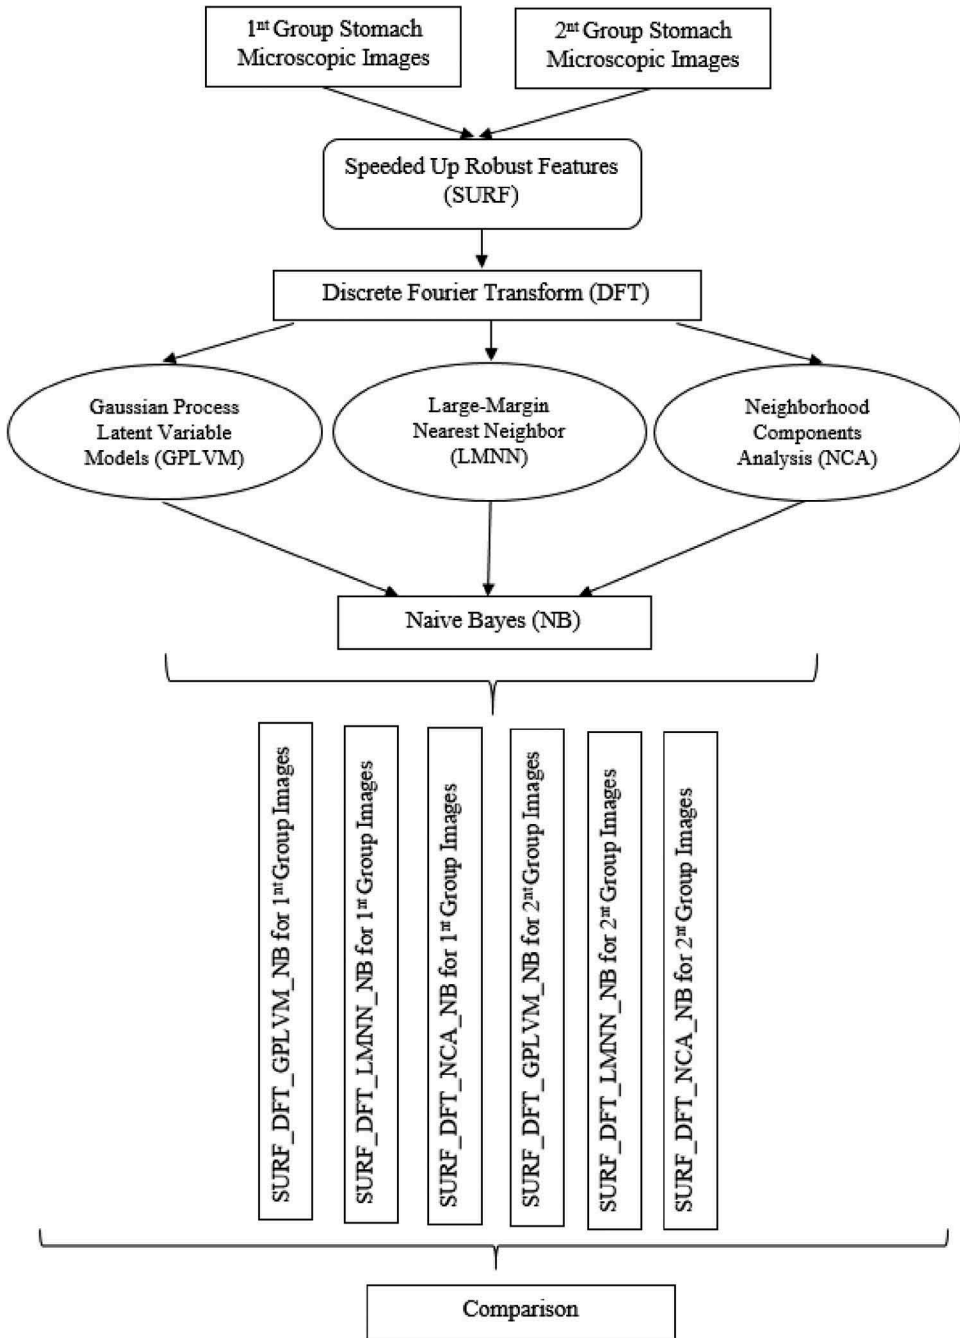 1ⁿᵗ Group Stomach
Microscopic Images
2ⁿᵗ Group Stomach
Microscopic Images
Speeded Up Robust Features
(SURF)
Discrete Fourier Transform (DFT)
Gaussian Process
Latent Variable
Models (GPLVM)
Large-Margin
Nearest Neighbor
(LMNN)
Neighborhood
Components
Analysis (NCA)
Naive Bayes (NB)
SURF_DFT_GPLVM_NB for 1ⁿᵗ Group Images
SURF_DFT_LMNN_NB for 1ⁿᵗ Group Images
SURF_DFT_NCA_NB for 1ⁿᵗ Group Images
SURF_DFT_GPLVM_NB for 2ⁿᵗ Group Images
SURF_DFT_LMNN_NB for 2ⁿᵗ Group Images
SURF_DFT_NCA_NB for 2ⁿᵗ Group Images
Comparison